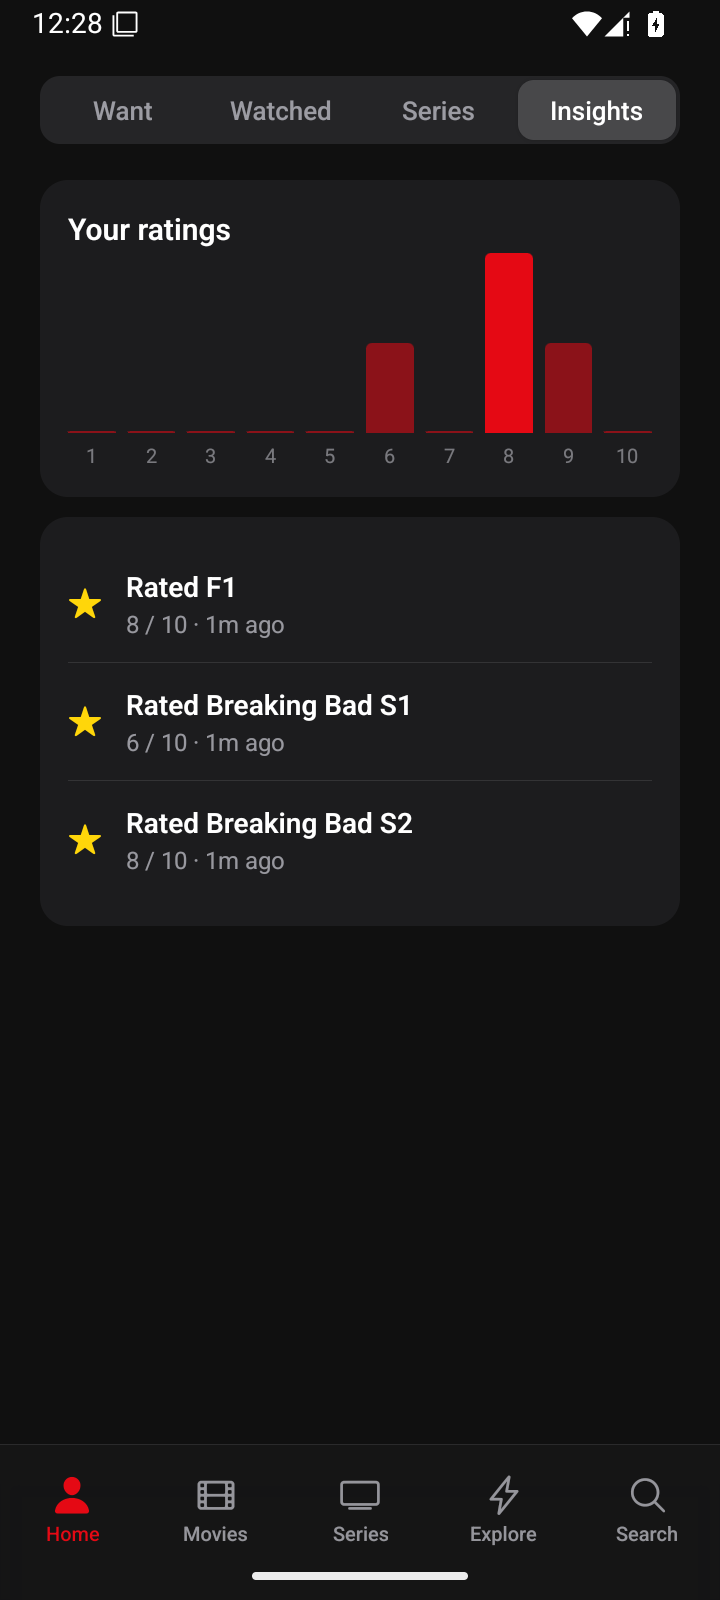 12:28
Want Watched Series Insights
Your ratings
1 2 3 4 5 6 7 8 9 10
Rated F1
8 / 10 · 1m ago
Rated Breaking Bad S1
6 / 10 · 1m ago
Rated Breaking Bad S2
8 / 10 · 1m ago
Home Movies Series Explore Search